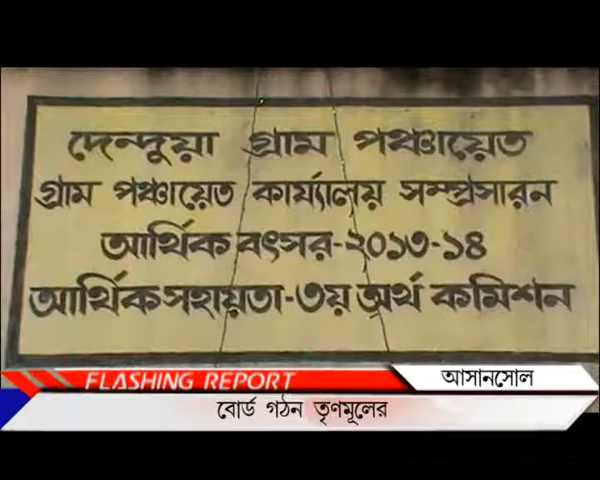 দেন্দুয়া গ্রাম পঞ্চায়েত
গ্রাম পঞ্চায়েত কার্য্যালয় সম্প্রসারন
আর্থিক বৎসর-২০১৩-১৪
আর্থিক সহায়তা-৩য় অর্থ কমিশন
FLASHING REPORT
আসানসোল
বোর্ড গঠন তৃণমূলের